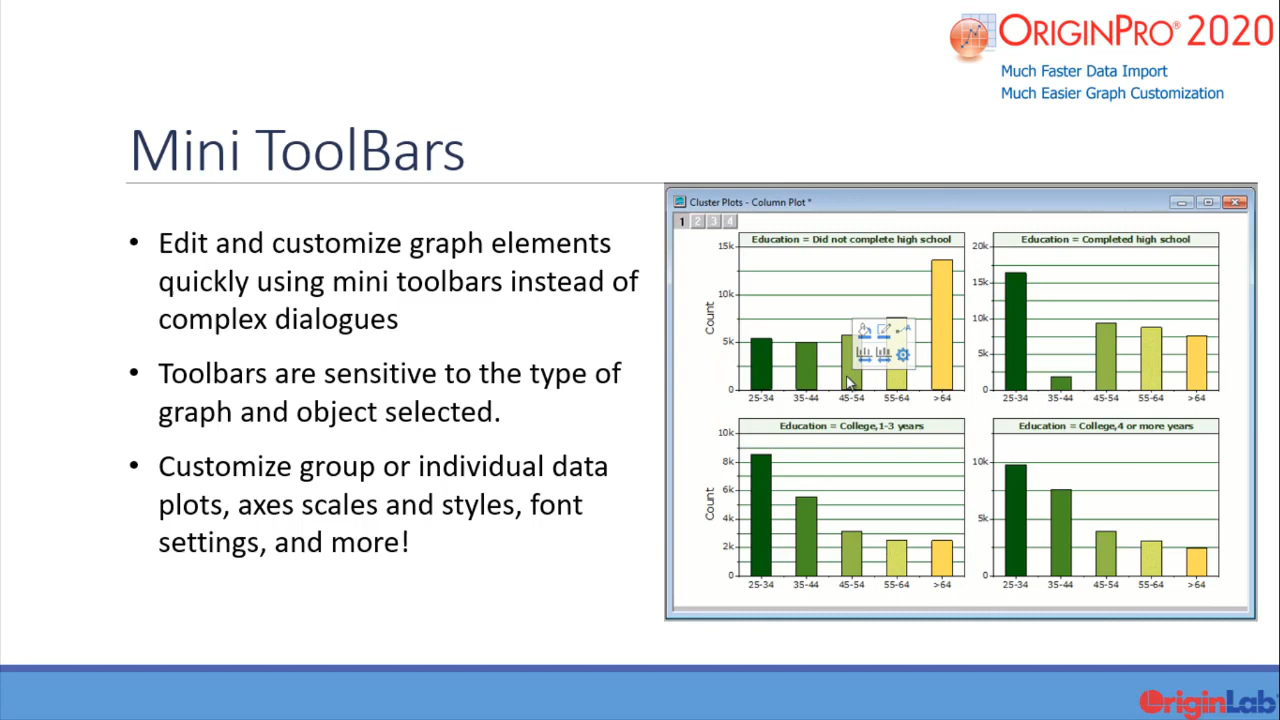 ORIGINPRO® 2020
Much Faster Data Import
Much Easier Graph Customization
Mini ToolBars
• Edit and customize graph elements
quickly using mini toolbars instead of
complex dialogues
• Toolbars are sensitive to the type of
graph and object selected.
• Customize group or individual data
plots, axes scales and styles, font
settings, and more!
Cluster Plots - Column Plot *
1 2 3 4
Education = Did not complete high school
15k
10k
5k
0
Count
25-34 35-44 45-54 55-64 >64
Education = Completed high school
20k
15k
10k
5k
0
25-34 35-44 45-54 55-64 >64
Education = College,1-3 years
10k
8k
6k
4k
2k
0
Count
25-34 35-44 45-54 55-64 >64
Education = College,4 or more years
10k
5k
0
25-34 35-44 45-54 55-64 >64
OriginLab